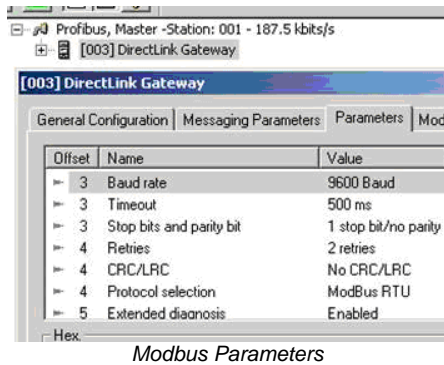 Profibus, Master -Station: 001 - 187.5 kbits/s
[003] DirectLink Gateway
[003] DirectLink Gateway
General Configuration Messaging Parameters Parameters Mod
Offset Name Value
3 Baud rate 9600 Baud
3 Timeout 500 ms
3 Stop bits and parity bit 1 stop bit/no parity
4 Retries 2 retries
4 CRC/LRC No CRC/LRC
4 Protocol selection ModBus RTU
5 Extended diagnosis Enabled
Hex.
Modbus Parameters